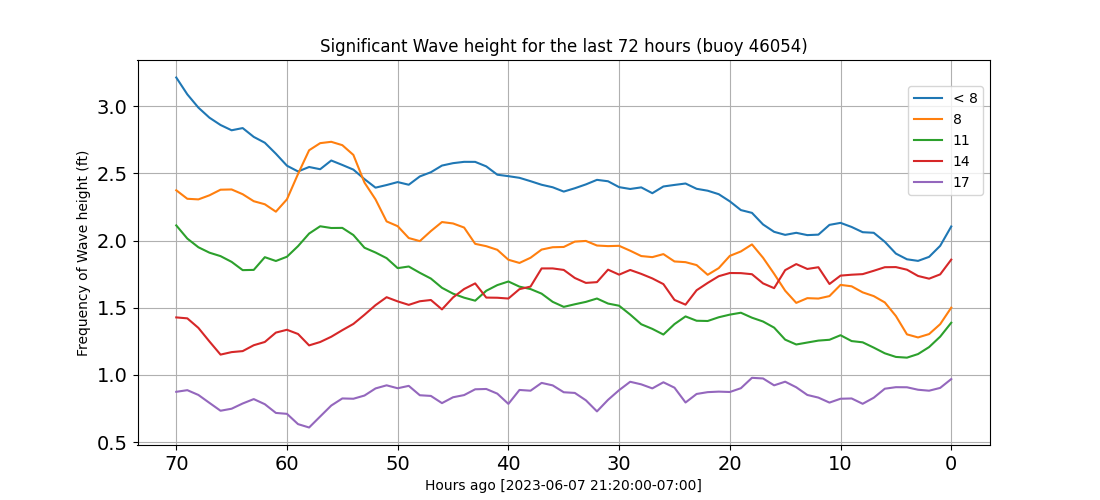 Significant Wave height for the last 72 hours (buoy 46054)
Frequency of Wave height (ft)
3.0
2.5
2.0
1.5
1.0
0.5
< 8
8
11
14
17
70 60 50 40 30 20 10 0
Hours ago [2023-06-07 21:20:00-07:00]